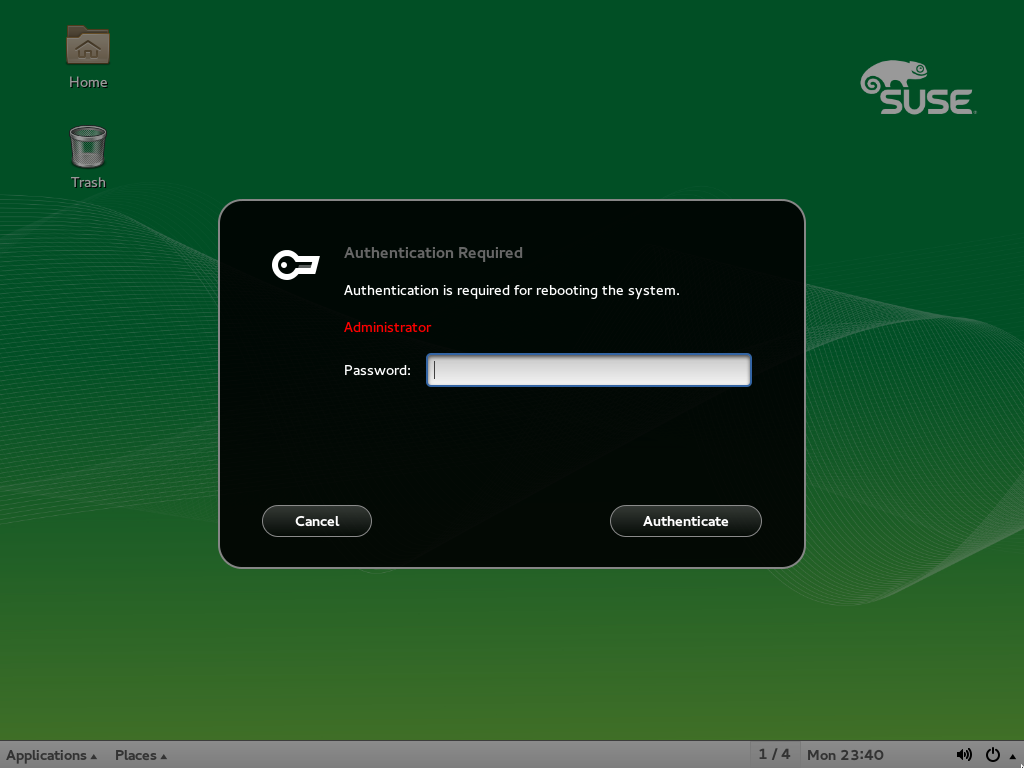 Home
SUSE
Trash
Authentication Required
Authentication is required for rebooting the system.
Administrator
Password:
Cancel
Authenticate
Applications
Places
1 / 4
Mon 23:40